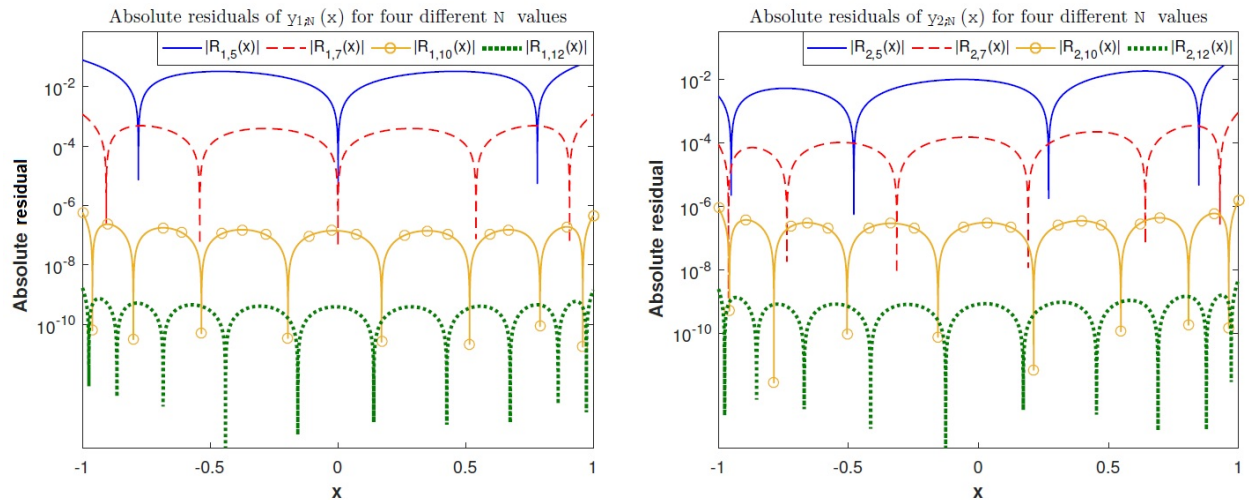 Absolute residuals of y1;N (x) for four different N values
|R1,5(x)| |R1,7(x)| |R1,10(x)| |R1,12(x)|
10-2
0-4
0-6
10-8
10-10
Absolute residual
-1 -0.5 0 0.5 1
x
Absolute residuals of y2;N (x) for four different N values
|R2,5(x)| |R2,7(x)| |R2,10(x)| |R2,12(x)|
10-2
10-4
10-6
10-8
10-10
Absolute residual
-1 -0.5 0 0.5 1
x